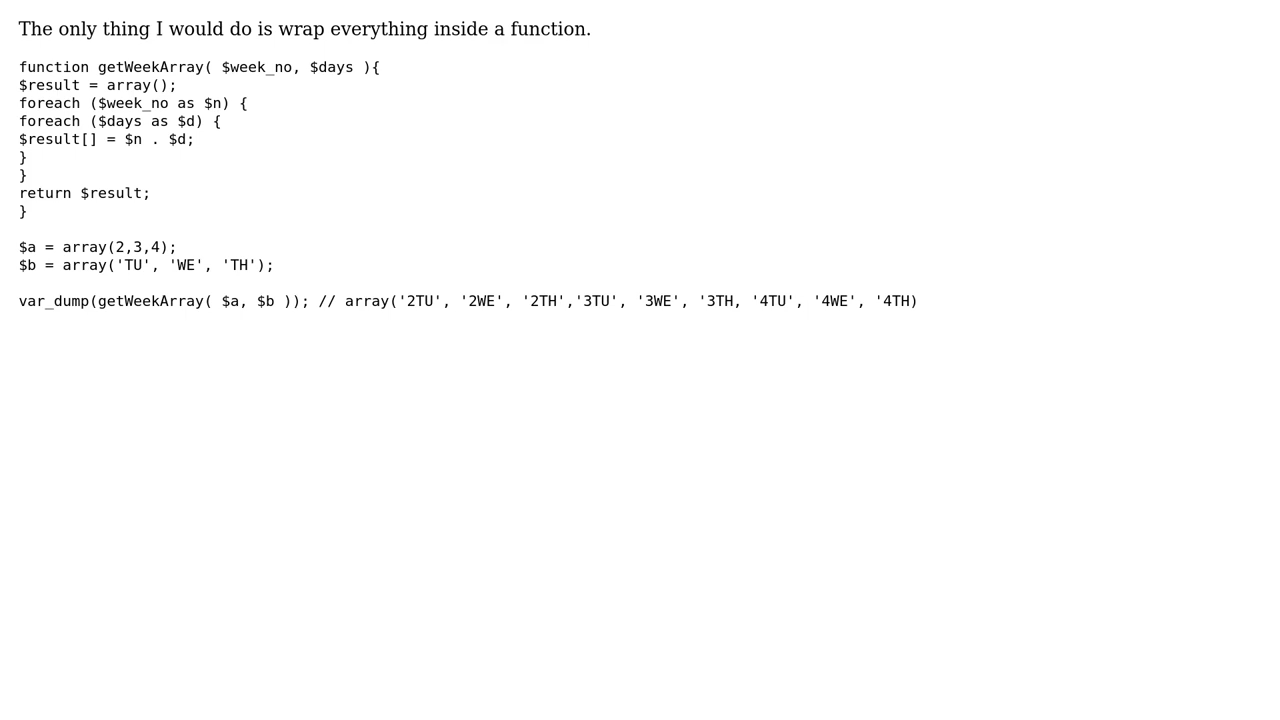 The only thing I would do is wrap everything inside a function.
function getWeekArray( $week_no, $days ){
$result = array();
foreach ($week_no as $n) {
foreach ($days as $d) {
$result[] = $n . $d;
}
}
return $result;
}
$a = array(2,3,4);
$b = array('TU', 'WE', 'TH');
var_dump(getWeekArray( $a, $b )); // array('2TU', '2WE', '2TH','3TU', '3WE', '3TH, '4TU', '4WE', '4TH)